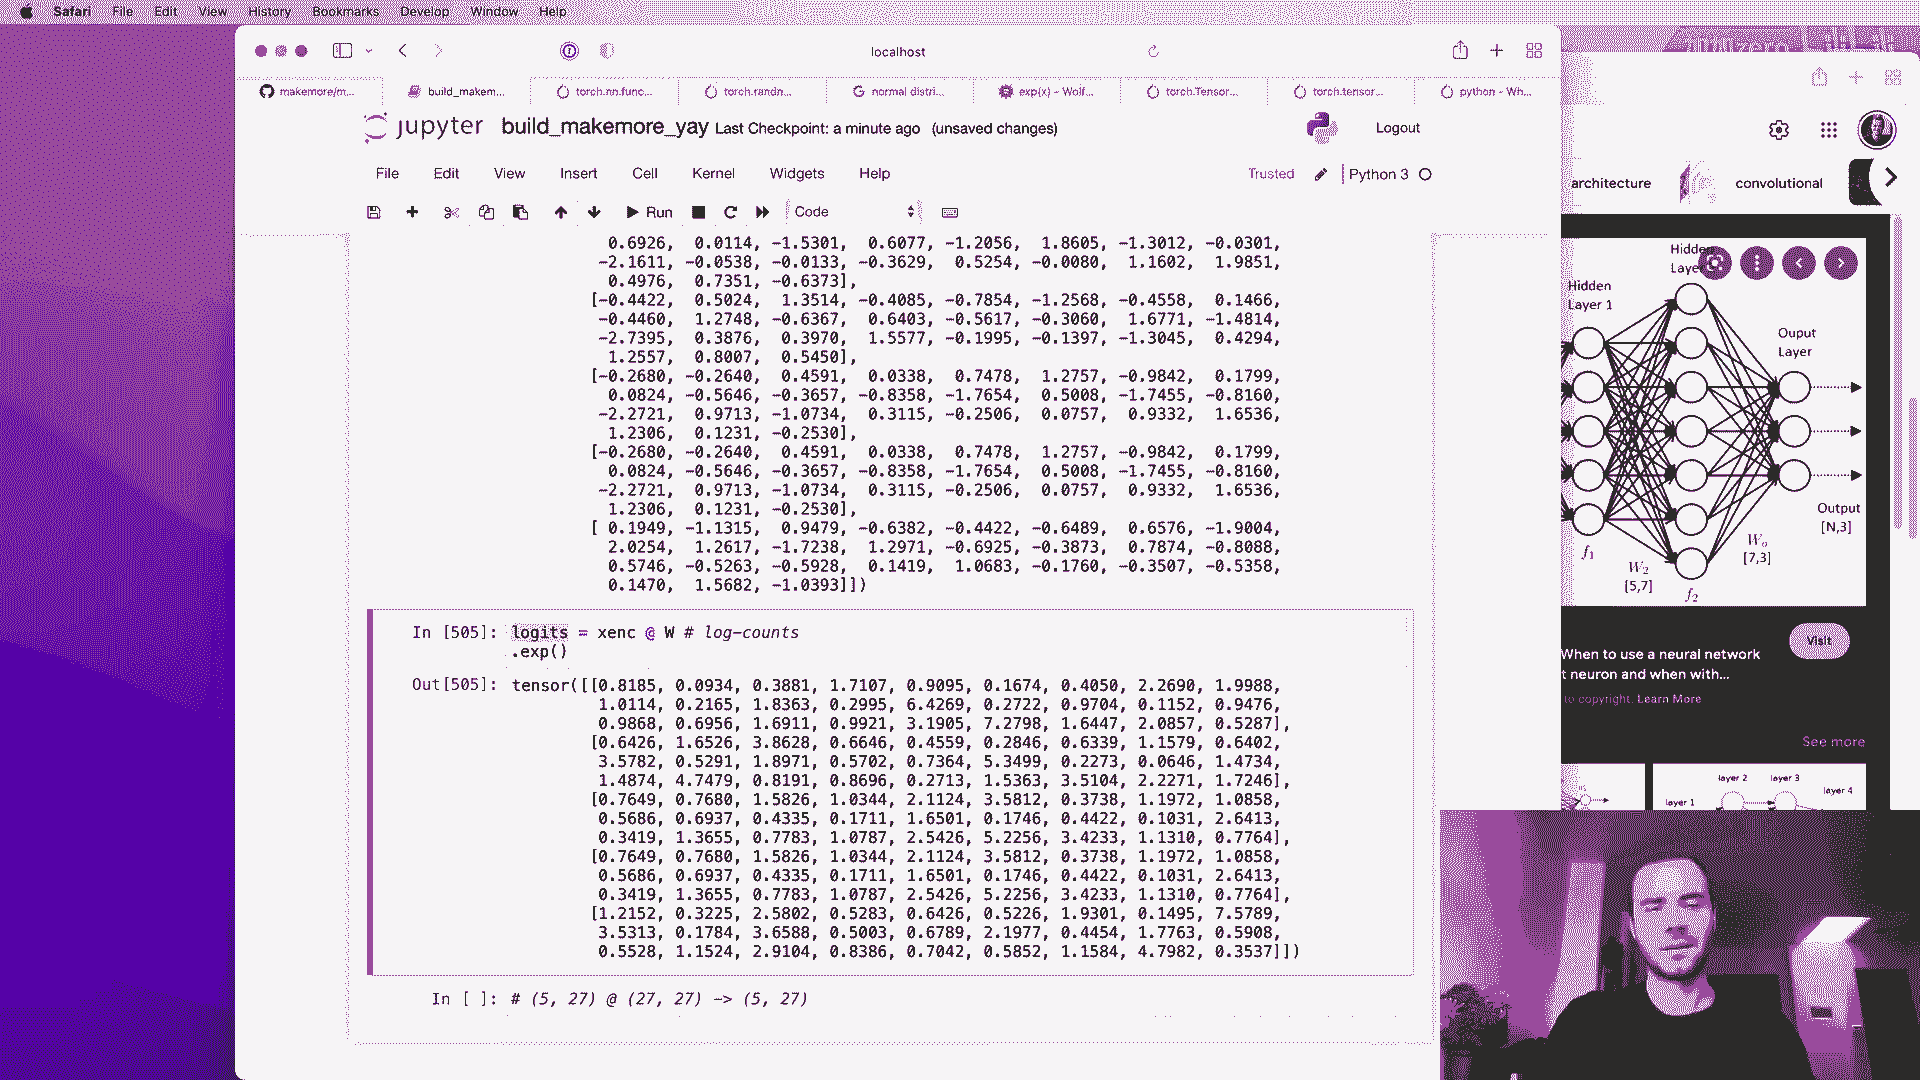 Safari File Edit View History Bookmarks Develop Window Help
localhost
makemore/m... build_makem... torch.nn.func... torch.randn... normal distri... exp(x) - Wolf... torch.Tensor... torch.tensor... python - Wh...
jupyter build_makemore_yay Last Checkpoint: a minute ago (unsaved changes) Logout
File Edit View Insert Cell Kernel Widgets Help Trusted Python 3
Run Code
0.6926, 0.0114, -1.5301, 0.6077, -1.2056, 1.8605, -1.3012, -0.0301,
-2.1611, -0.0538, -0.0133, -0.3629, 0.5254, -0.0080, 1.1602, 1.9851,
0.4976, 0.7351, -0.6373],
[-0.4422, 0.5024, 1.3514, -0.4085, -0.7854, -1.2568, -0.4558, 0.1466,
-0.4460, 1.2748, -0.6367, 0.6403, -0.5617, -0.3060, 1.6771, -1.4814,
-2.7395, 0.3876, 0.3970, 1.5577, -0.1995, -0.1397, -1.3045, 0.4294,
1.2557, 0.8007, 0.5450],
[-0.2680, -0.2640, 0.4591, 0.0338, 0.7478, 1.2757, -0.9842, 0.1799,
0.0824, -0.5646, -0.3657, -0.8358, -1.7654, 0.5008, -1.7455, -0.8160,
-2.2721, 0.9713, -1.0734, 0.3115, -0.2506, 0.0757, 0.9332, 1.6536,
1.2306, 0.1231, -0.2530],
[-0.2680, -0.2640, 0.4591, 0.0338, 0.7478, 1.2757, -0.9842, 0.1799,
0.0824, -0.5646, -0.3657, -0.8358, -1.7654, 0.5008, -1.7455, -0.8160,
-2.2721, 0.9713, -1.0734, 0.3115, -0.2506, 0.0757, 0.9332, 1.6536,
1.2306, 0.1231, -0.2530],
[ 0.1949, -1.1315, 0.9479, -0.6382, -0.4422, -0.6489, 0.6576, -1.9004,
2.0254, 1.2617, -1.7238, 1.2971, -0.6925, -0.3873, 0.7874, -0.8088,
0.5746, -0.5263, -0.5928, 0.1419, 1.0683, -0.1760, -0.3507, -0.5358,
0.1470, 1.5682, -1.0393]])
In [505]: logits = xenc @ W # log-counts
.exp()
Out[505]: tensor([[0.8185, 0.0934, 0.3881, 1.7107, 0.9095, 0.1674, 0.4050, 2.2690, 1.9988,
1.0114, 0.2165, 1.8363, 0.2995, 6.4269, 0.2722, 0.9704, 0.1152, 0.9476,
0.9868, 0.6956, 1.6911, 0.9921, 3.1905, 7.2798, 1.6447, 2.0857, 0.5287],
[0.6426, 1.6526, 3.8628, 0.6646, 0.4559, 0.2846, 0.6339, 1.1579, 0.6402,
3.5782, 0.5291, 1.8971, 0.5702, 0.7364, 5.3499, 0.2273, 0.0646, 1.4734,
1.4874, 4.7479, 0.8191, 0.8696, 0.2713, 1.5363, 3.5104, 2.2271, 1.7246],
[0.7649, 0.7680, 1.5826, 1.0344, 2.1124, 3.5812, 0.3738, 1.1972, 1.0858,
0.5686, 0.6937, 0.4335, 0.1711, 1.6501, 0.1746, 0.4422, 0.1031, 2.6413,
0.3419, 1.3655, 0.7783, 1.0787, 2.5426, 5.2256, 3.4233, 1.1310, 0.7764],
[0.7649, 0.7680, 1.5826, 1.0344, 2.1124, 3.5812, 0.3738, 1.1972, 1.0858,
0.5686, 0.6937, 0.4335, 0.1711, 1.6501, 0.1746, 0.4422, 0.1031, 2.6413,
0.3419, 1.3655, 0.7783, 1.0787, 2.5426, 5.2256, 3.4233, 1.1310, 0.7764],
[1.2152, 0.3225, 2.5802, 0.5283, 0.6426, 0.5226, 1.9301, 0.1495, 7.5789,
3.5313, 0.1784, 3.6588, 0.5003, 0.6789, 2.1977, 0.4454, 1.7763, 0.5908,
0.5528, 1.1524, 2.9104, 0.8386, 0.7042, 0.5852, 1.1584, 4.7982, 0.3537]])
In [ ]: # (5, 27) @ (27, 27) -> (5, 27)
architecture convolutional
Hidden
Layer
Hidden
Layer 1
Ouput
Layer
Output
[N,3]
f1
W2
[5,7]
f2
Wo
[7,3]
Visit
When to use a neural network
t neuron and when with...
to copyright. Learn More
See more
layer 1 layer 2 layer 3 layer 4